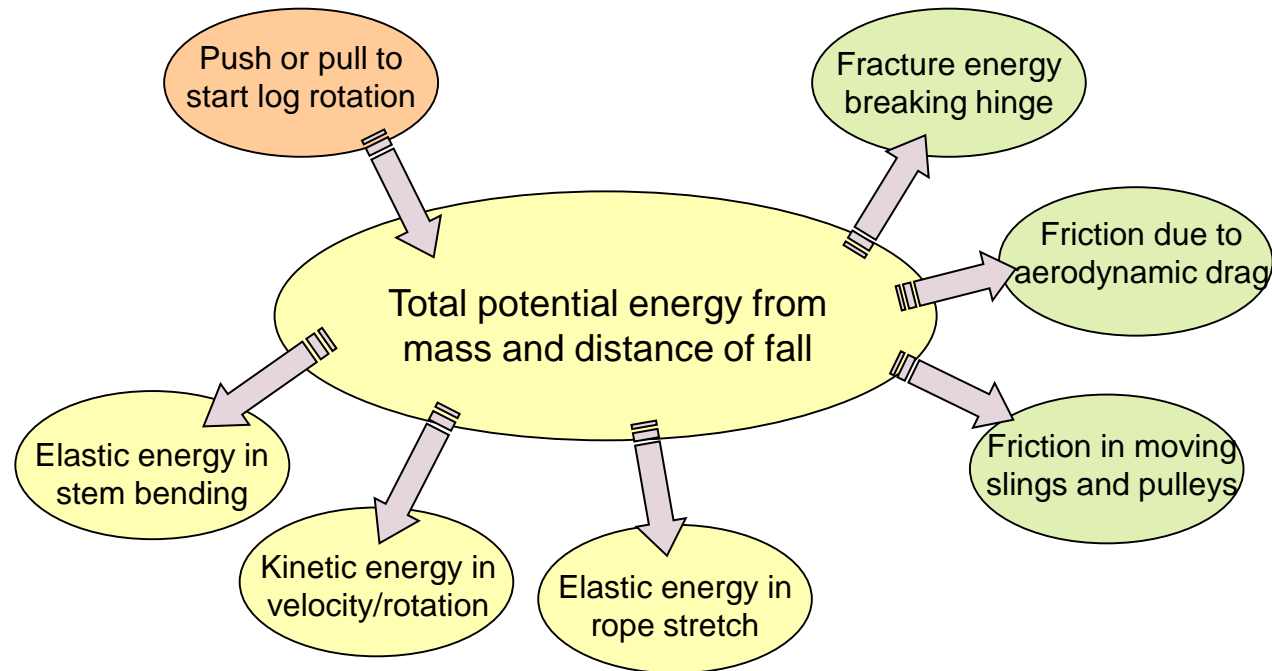 Push or pull to
start log rotation
Fracture energy
breaking hinge
Friction due to
aerodynamic drag
Total potential energy from
mass and distance of fall
Friction in moving
slings and pulleys
Elastic energy in
stem bending
Kinetic energy in
velocity/rotation
Elastic energy in
rope stretch